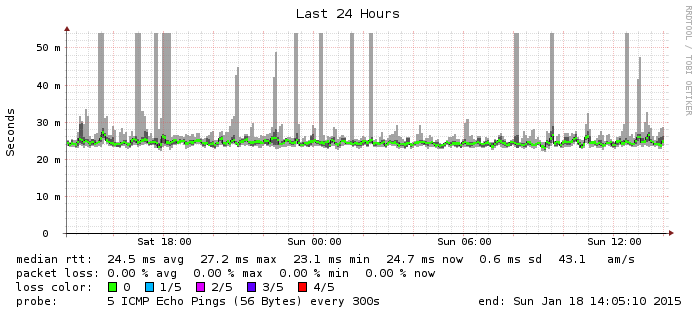 Last 24 Hours
RRDTOOL / TOBI OETIKER
Seconds
50 m
40 m
30 m
20 m
10 m
0
Sat 18:00 Sun 00:00 Sun 06:00 Sun 12:00
median rtt: 24.5 ms avg 27.2 ms max 23.1 ms min 24.7 ms now 0.6 ms sd 43.1 am/s
packet loss: 0.00 % avg 0.00 % max 0.00 % min 0.00 % now
loss color: 0 1/5 2/5 3/5 4/5
probe: 5 ICMP Echo Pings (56 Bytes) every 300s end: Sun Jan 18 14:05:10 2015